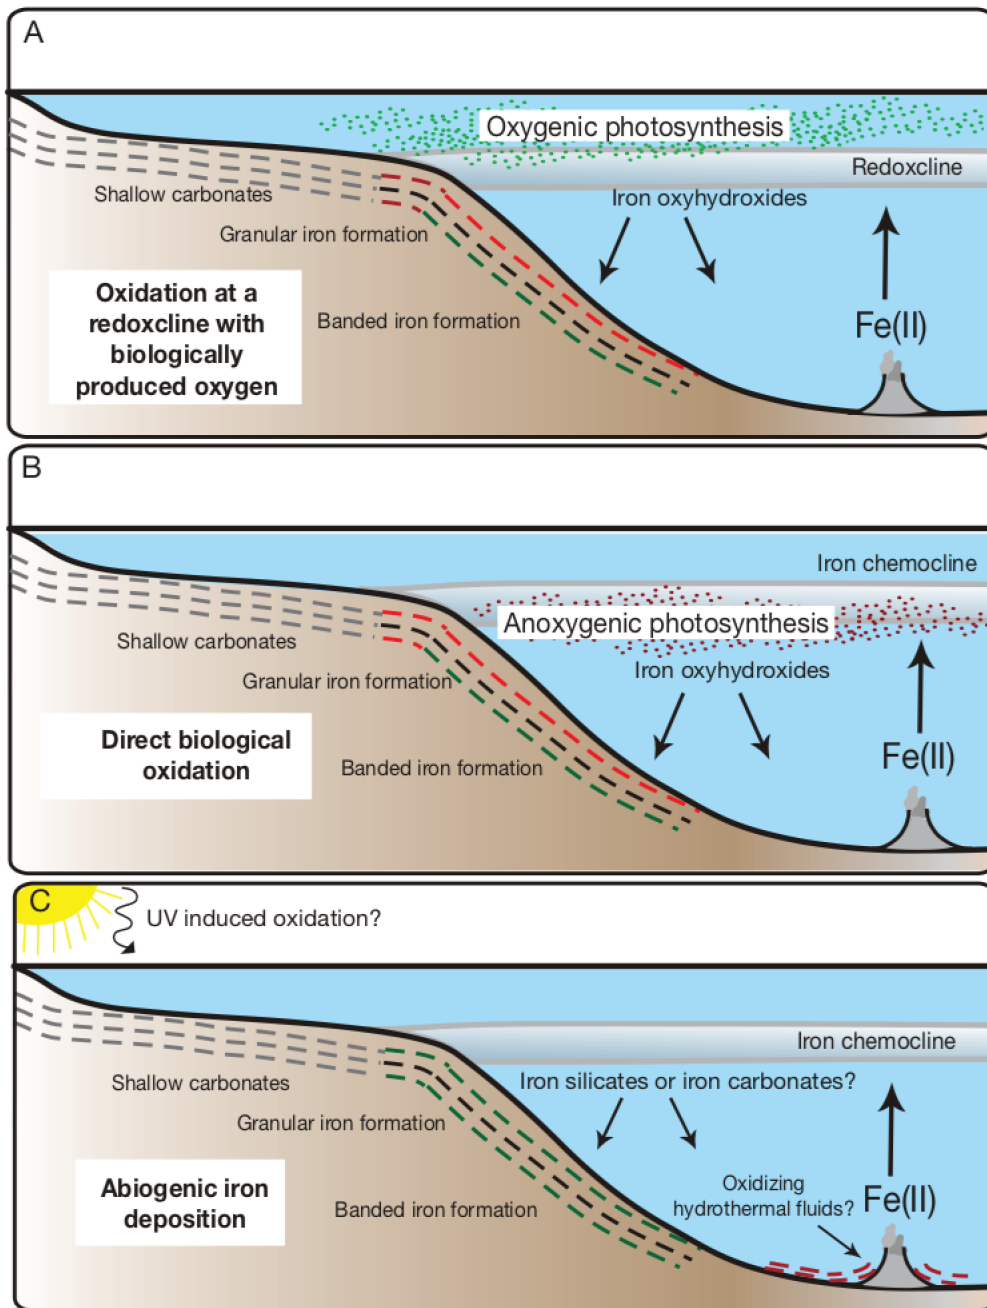 A
Oxygenic photosynthesis
Redoxcline
Shallow carbonates
Iron oxyhydroxides
Granular iron formation
Oxidation at a
redoxcline with
biologically
produced oxygen
Banded iron formation
Fe(II)
B
Iron chemocline
Anoxygenic photosynthesis
Shallow carbonates
Iron oxyhydroxides
Granular iron formation
Direct biological
oxidation
Banded iron formation
Fe(II)
C
UV induced oxidation?
Iron chemocline
Shallow carbonates
Iron silicates or iron carbonates?
Granular iron formation
Abiogenic iron
deposition
Banded iron formation
Oxidizing
hydrothermal fluids?
Fe(II)